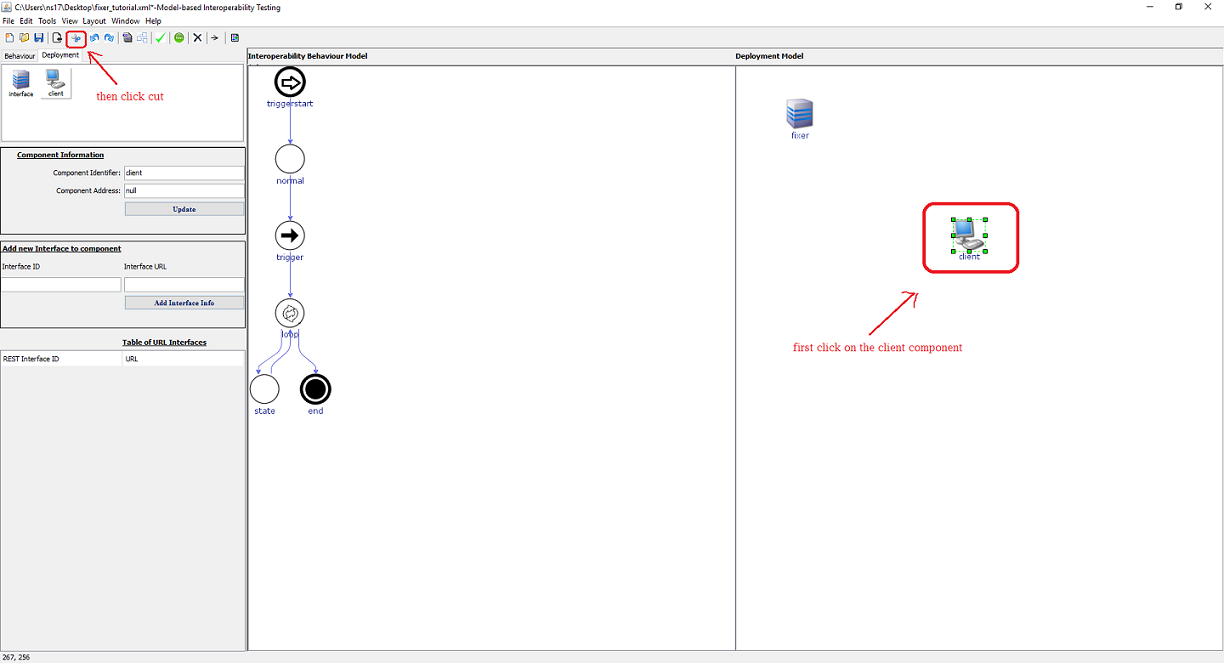 C:\Users\ns17\Desktop\fixer_tutorial.xml*-Model-based Interoperability Testing
File Edit Tools View Layout Window Help
Behaviour Deployment
interface client
then click cut
Component Information
Component Identifier: client
Component Address: null
Update
Add new Interface to component
Interface ID Interface URL
Add Interface Info
Table of URL Interfaces
REST Interface ID URL
Interoperability Behaviour Model
triggerstart
normal
trigger
loop
state end
Deployment Model
fixer
client
first click on the client component
267, 256